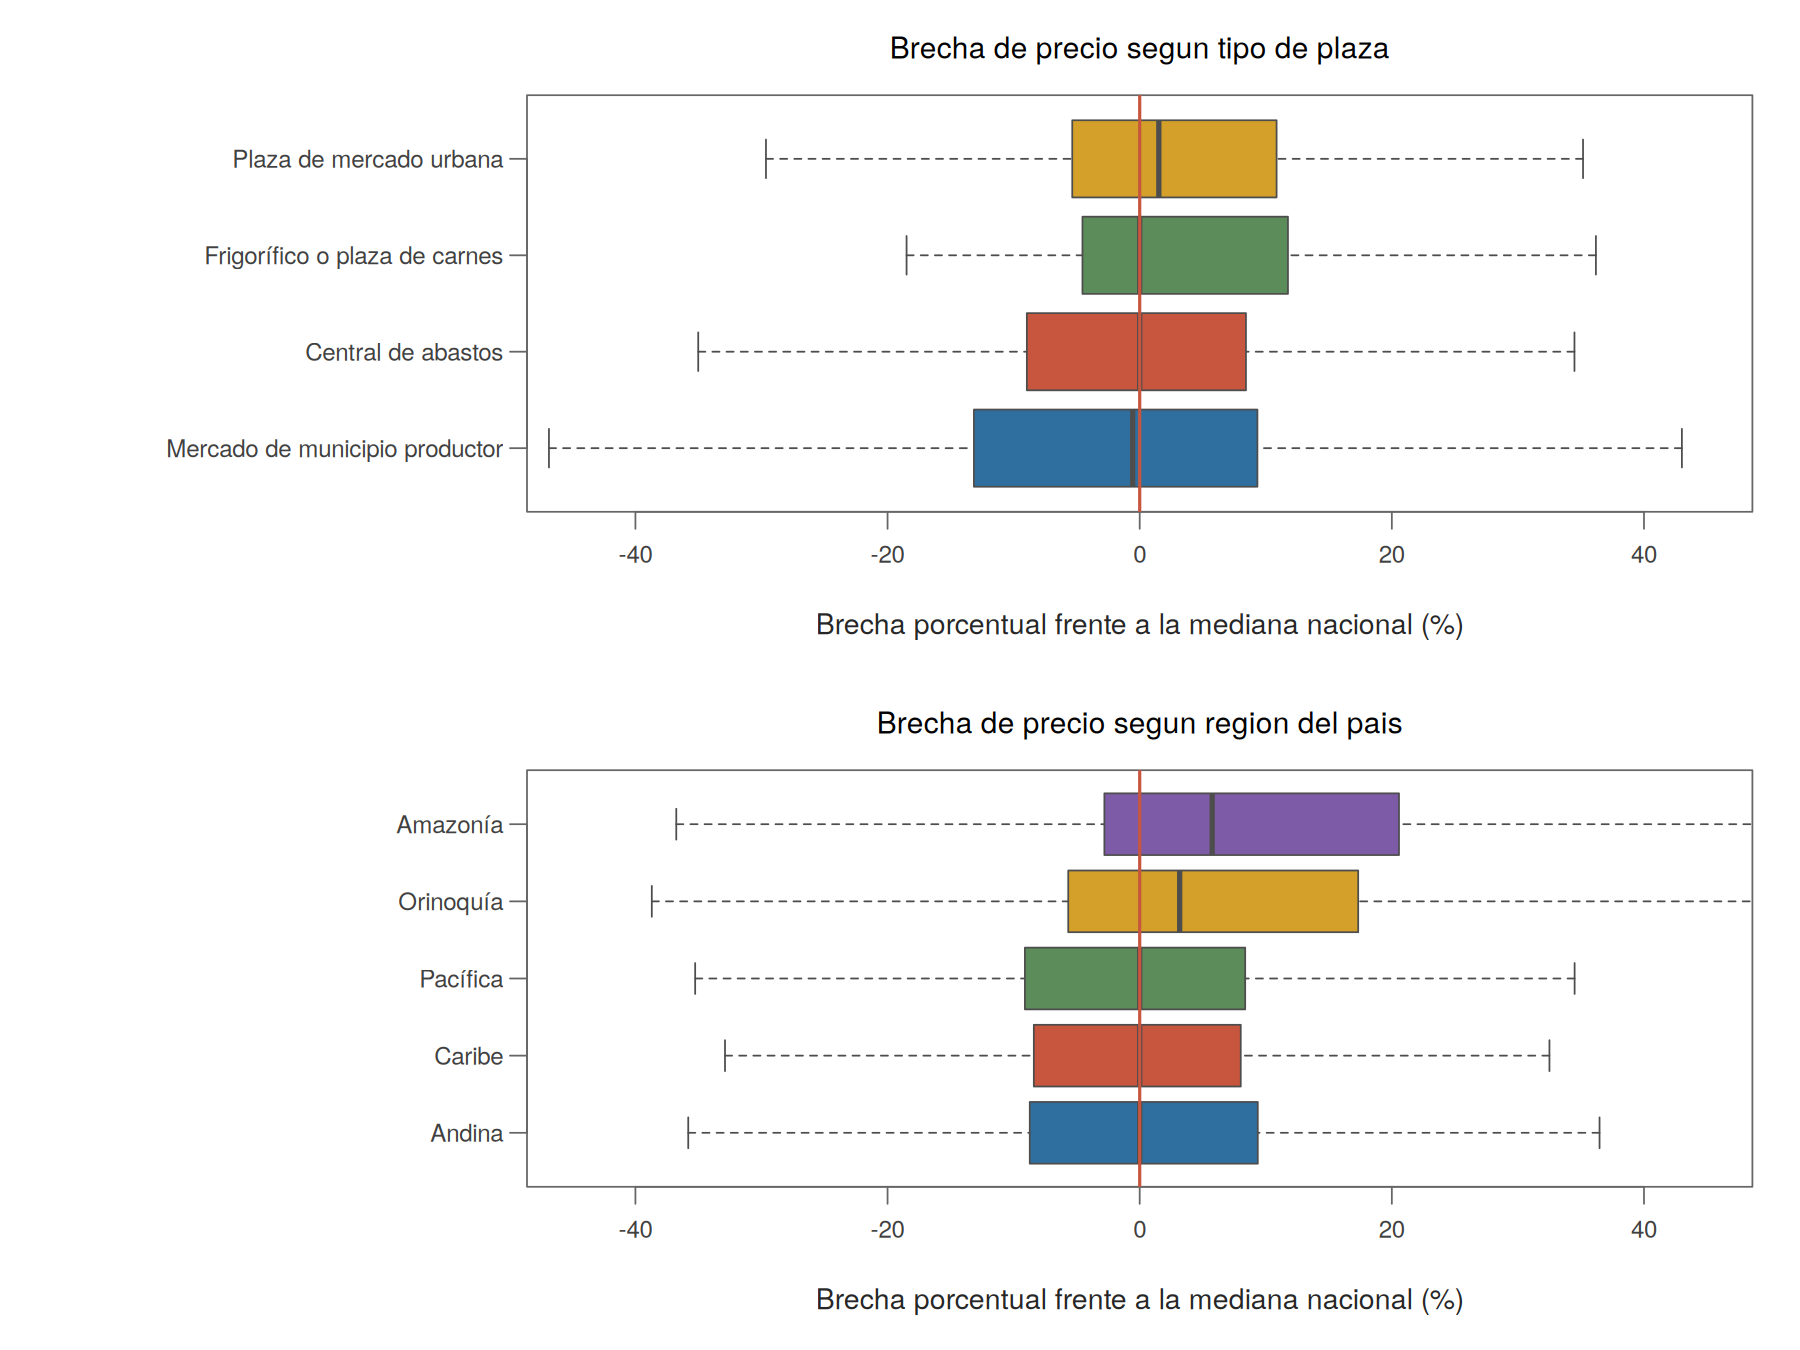 Brecha de precio segun tipo de plaza
Plaza de mercado urbana
Frigorífico o plaza de carnes
Central de abastos
Mercado de municipio productor
-40 -20 0 20 40
Brecha porcentual frente a la mediana nacional (%)
Brecha de precio segun region del pais
Amazonía
Orinoquía
Pacífica
Caribe
Andina
-40 -20 0 20 40
Brecha porcentual frente a la mediana nacional (%)